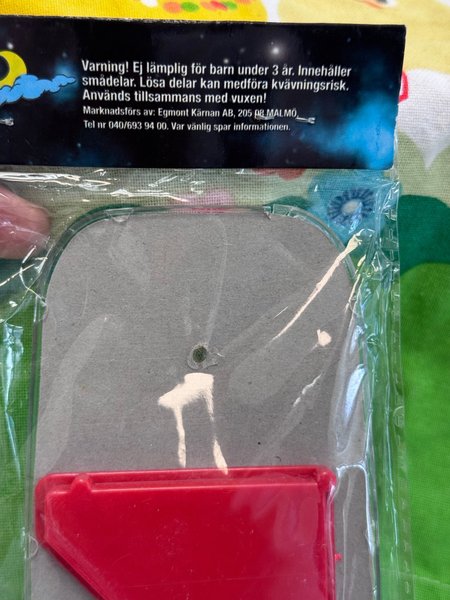 Varning! Ej lämplig för barn under 3 år. Innehåller
smådelar. Lösa delar kan medföra kvävningsrisk.
Används tillsammans med vuxen!
Marknadsförs av: Egmont Kärnan AB, 205 08 MALMÖ
Tel nr 040/693 94 00. Var vänlig spar informationen.